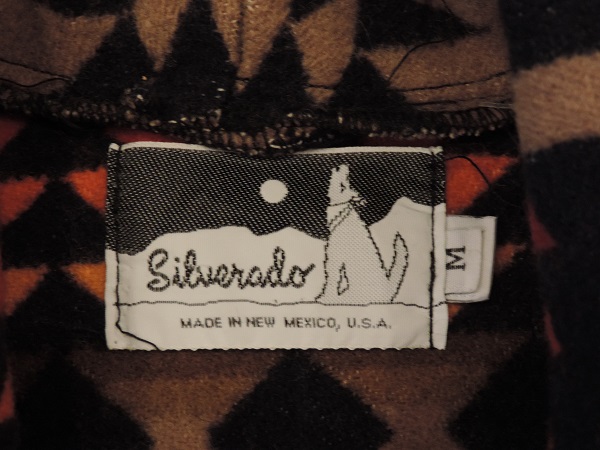 Silverado
M
MADE IN NEW MEXICO, U.S.A.